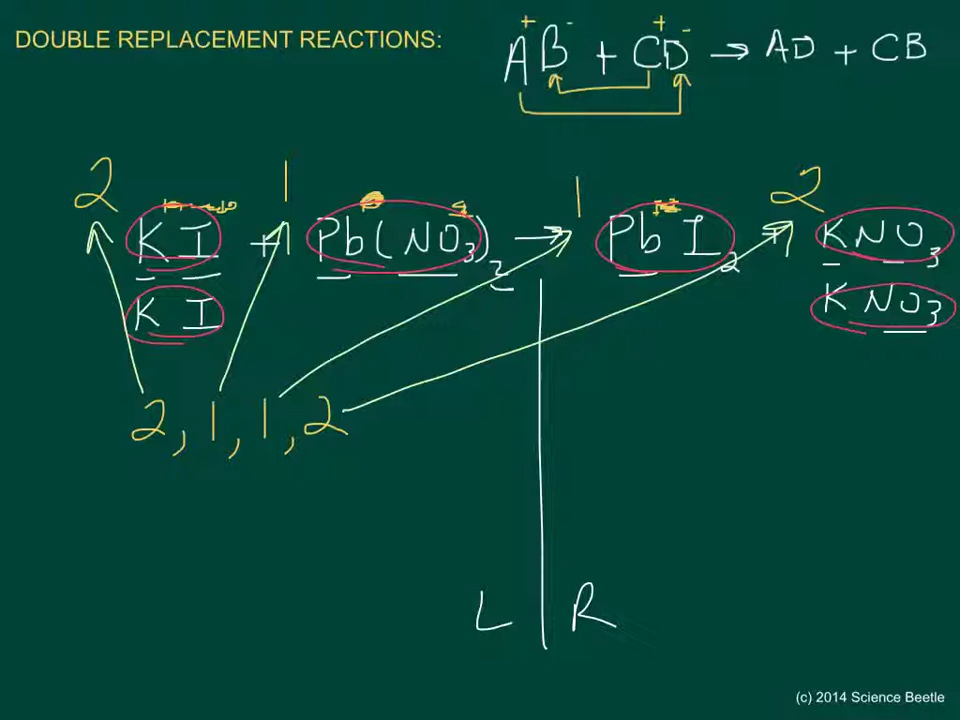 DOUBLE REPLACEMENT REACTIONS:
+ - + -
AB + CD → AD + CB
2 1 1 2
KI + Pb(NO3)2 → PbI2 + KNO3
KI KNO3
2, 1, 1, 2
L R
(c) 2014 Science Beetle